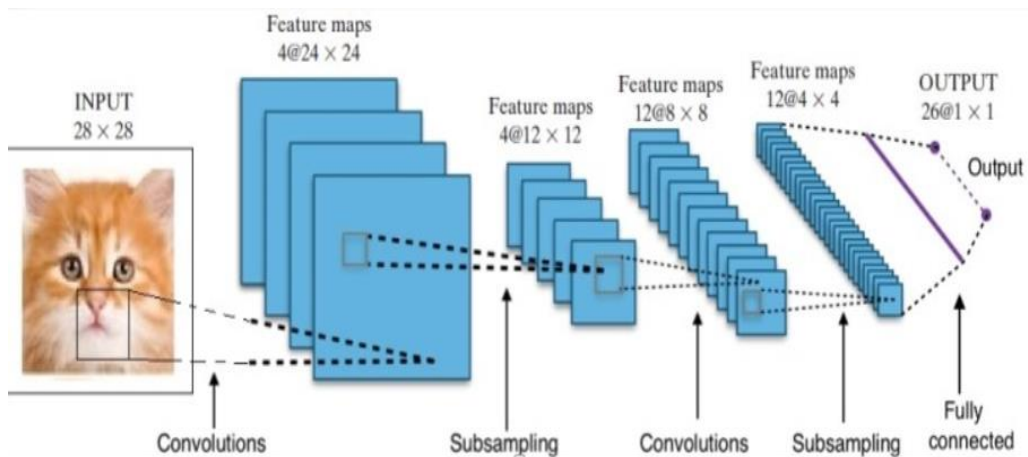 INPUT
28 × 28
Feature maps
4@24 × 24
Feature maps
4@12 × 12
Feature maps
12@8 × 8
Feature maps
12@4 × 4
OUTPUT
26@1 × 1
Output
Convolutions
Subsampling
Convolutions
Subsampling
Fully
connected